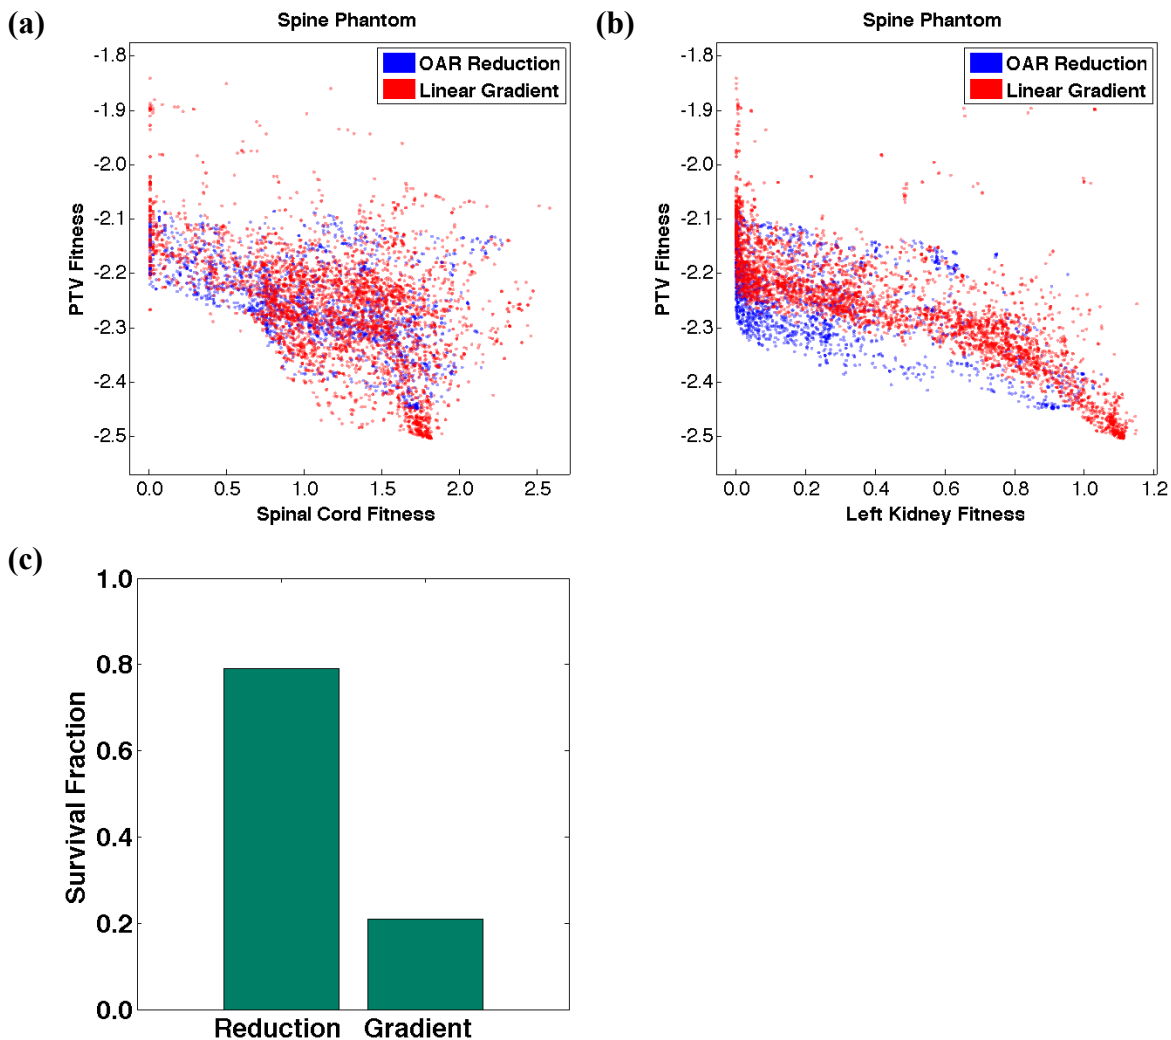 (a)
Spine Phantom
OAR Reduction
Linear Gradient
-1.8
-1.9
-2.0
-2.1
-2.2
-2.3
-2.4
-2.5
PTV Fitness
0.0 0.5 1.0 1.5 2.0 2.5
Spinal Cord Fitness
(b)
Spine Phantom
OAR Reduction
Linear Gradient
-1.8
-1.9
-2.0
-2.1
-2.2
-2.3
-2.4
-2.5
PTV Fitness
0.0 0.2 0.4 0.6 0.8 1.0 1.2
Left Kidney Fitness
(c)
1.0
0.8
0.6
0.4
0.2
0.0
Survival Fraction
Reduction Gradient